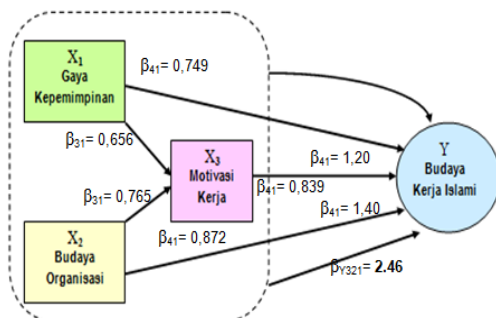 X₁
Gaya
Kepemimpinan
β₄₁= 0,749
β₃₁= 0,656
X₃
Motivasi
Kerja
β₄₁= 1,20
β₄₁= 0,839
Y
Budaya
Kerja Islami
β₃₁= 0,765
β₄₁= 1,40
β₄₁= 0,872
X₂
Budaya
Organisasi
βY₃₂₁= 2.46